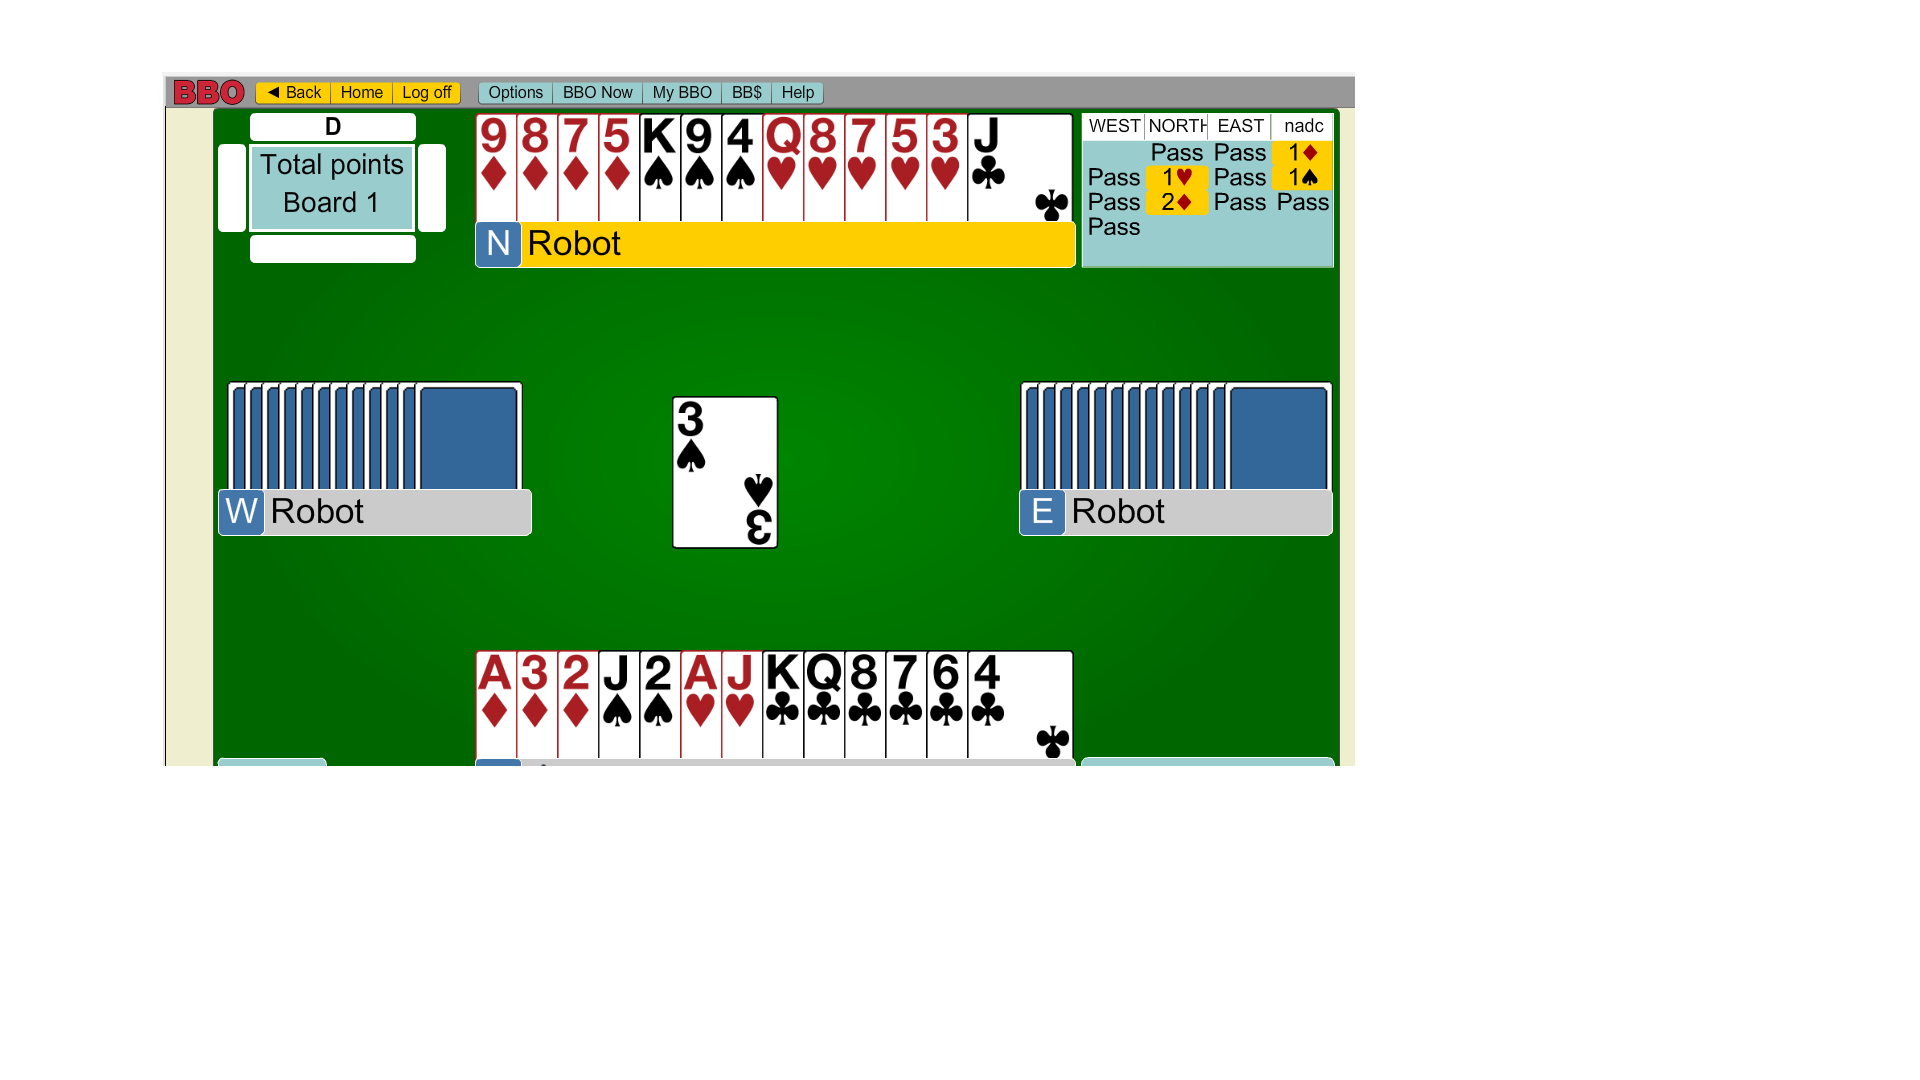 BBO ◄ Back Home Log off Options BBO Now My BBO BB$ Help
D
Total points
Board 1
9♦ 8♦ 7♦ 5♦ K♠ 9♠ 4♠ Q♥ 8♥ 7♥ 5♥ 3♥ J♣
N Robot
WEST NORTH EAST nadc
Pass Pass 1♦
Pass 1♥ Pass 1♠
Pass 2♦ Pass Pass
Pass
3♠
3♠
W Robot
E Robot
A♦ 3♦ 2♦ J♠ 2♠ A♥ J♥ K♣ Q♣ 8♣ 7♣ 6♣ 4♣